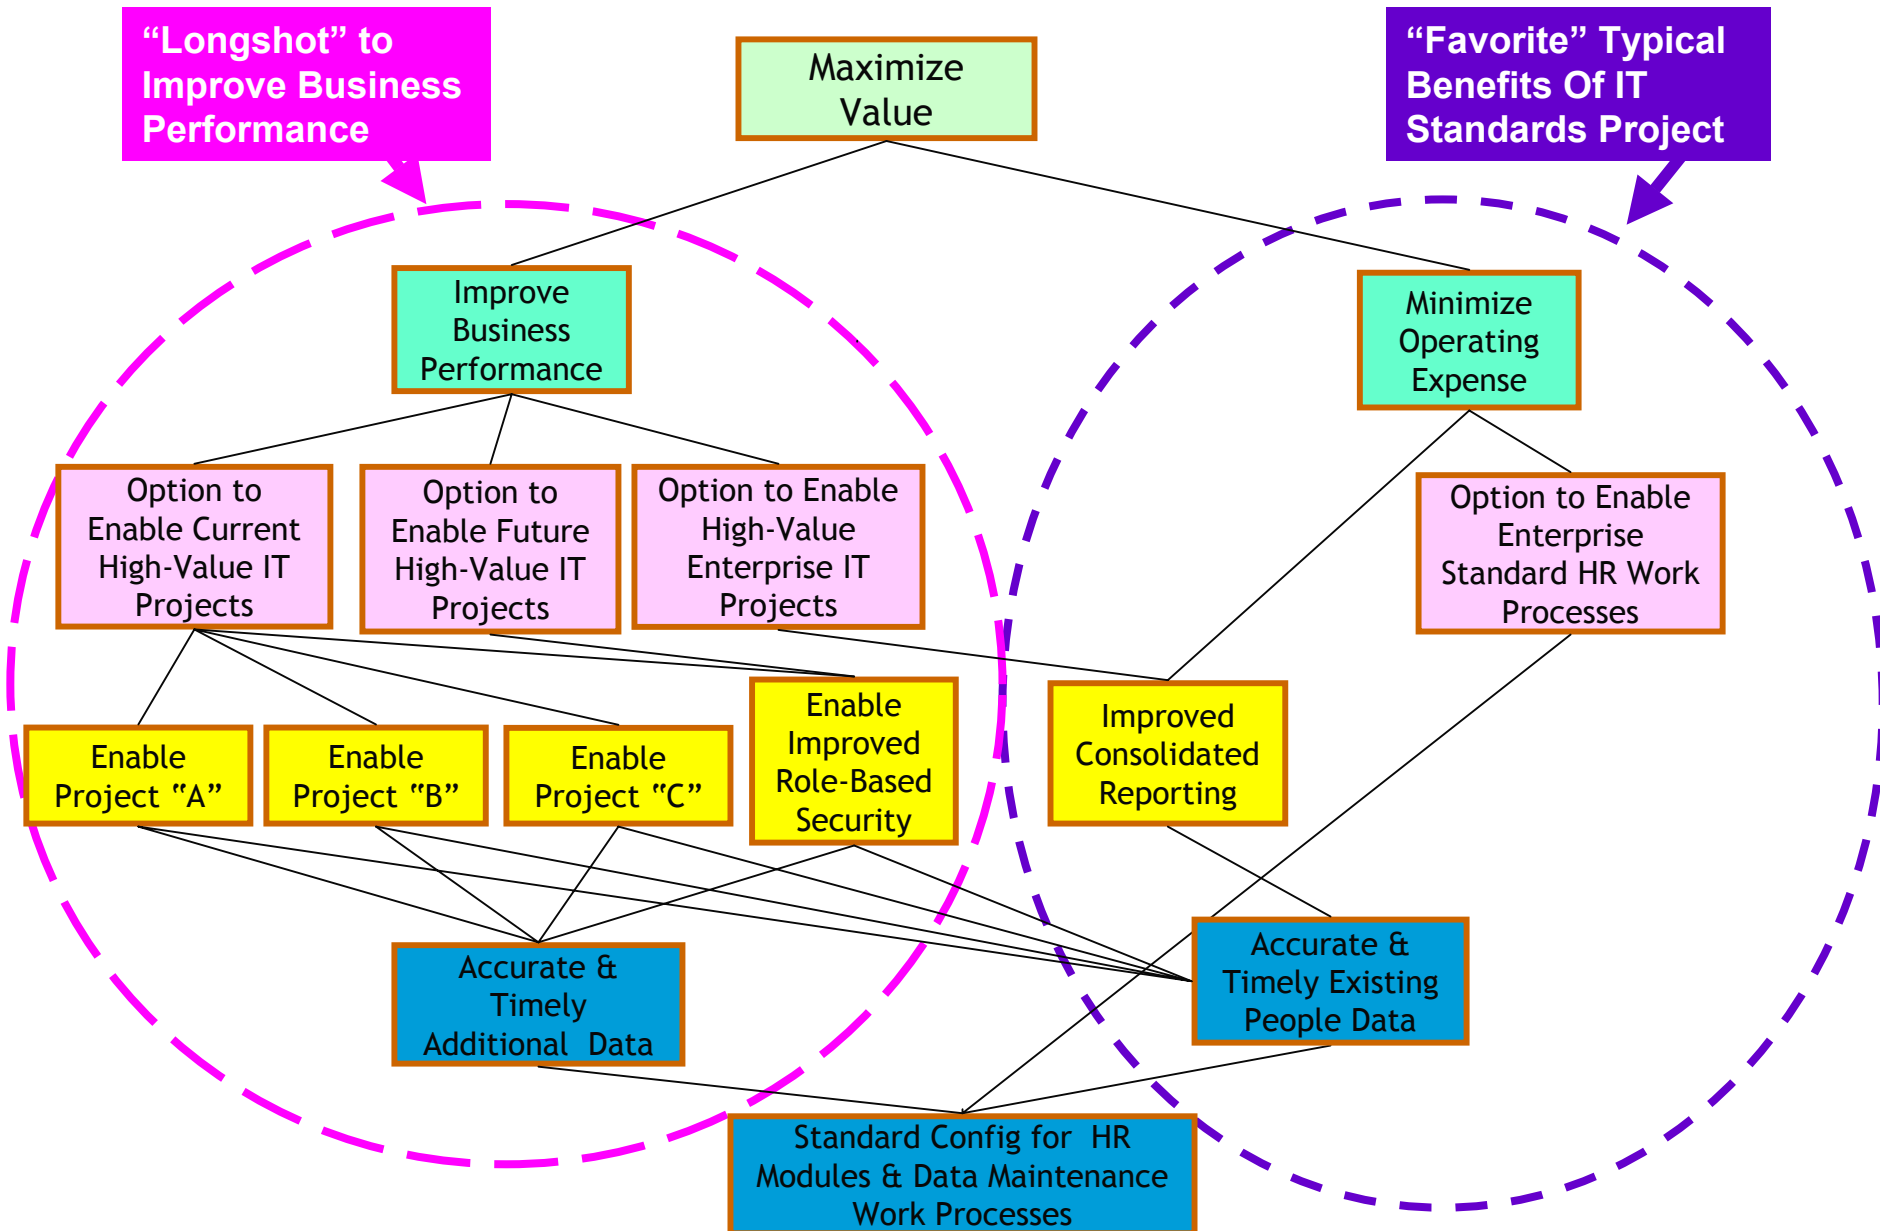 “Longshot” to
Improve Business
Performance
Maximize
Value
“Favorite” Typical
Benefits Of IT
Standards Project
Improve
Business
Performance
Minimize
Operating
Expense
Option to
Enable Current
High-Value IT
Projects
Option to
Enable Future
High-Value IT
Projects
Option to Enable
High-Value
Enterprise IT
Projects
Option to Enable
Enterprise
Standard HR Work
Processes
Enable
Project “A”
Enable
Project “B”
Enable
Project “C”
Enable
Improved
Role-Based
Security
Improved
Consolidated
Reporting
Accurate &
Timely
Additional Data
Accurate &
Timely Existing
People Data
Standard Config for HR
Modules & Data Maintenance
Work Processes